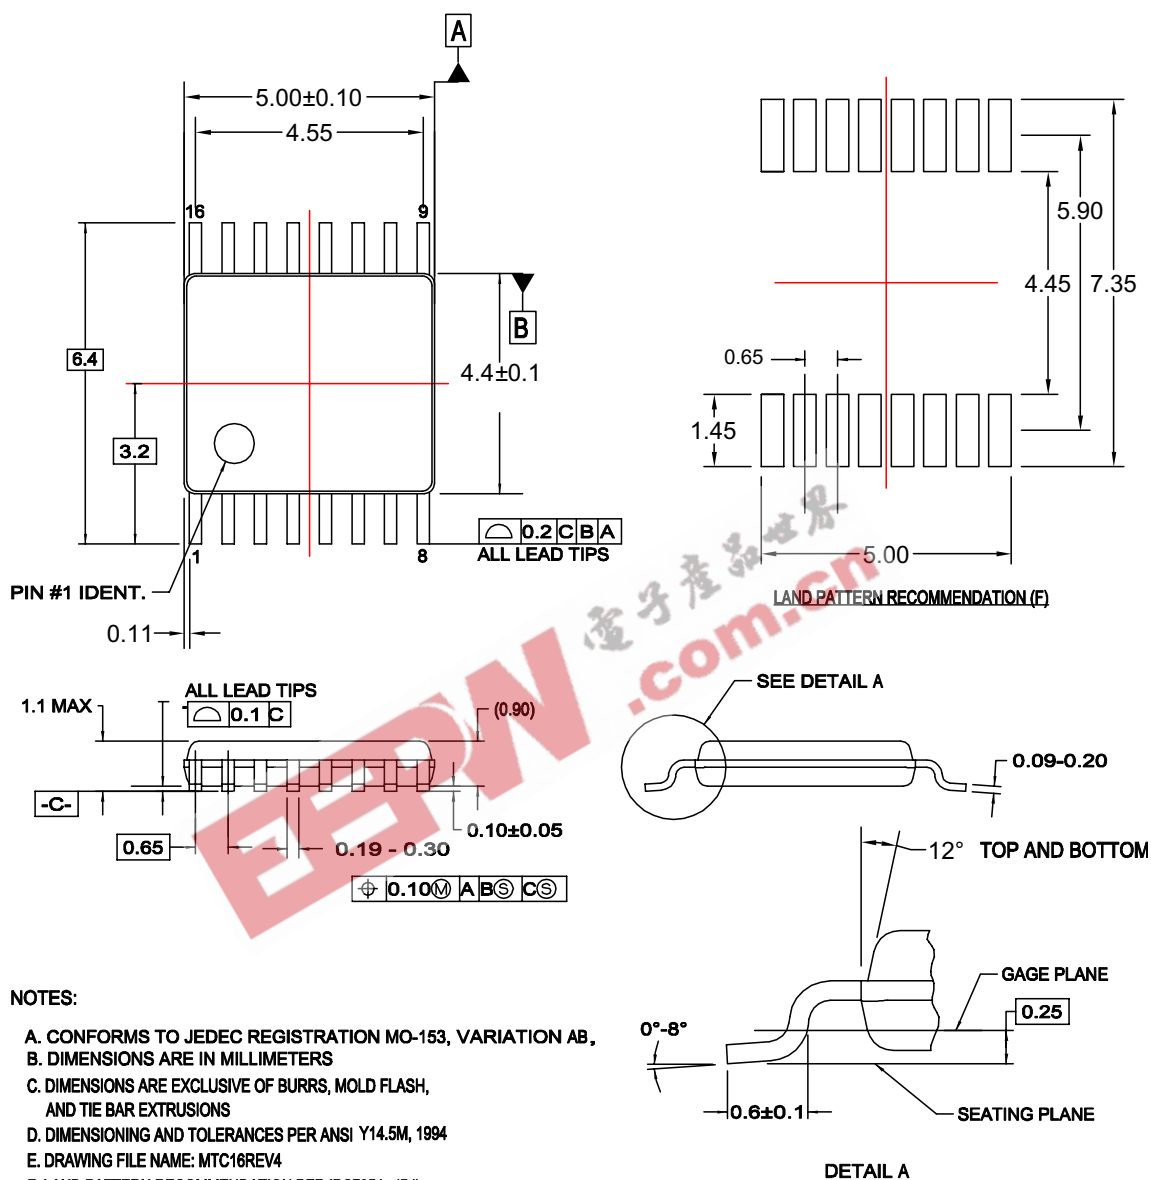 A
5.00±0.10
4.55
16
9
6.4
3.2
4.4±0.1
B
0.2 C B A
ALL LEAD TIPS
1
8
PIN #1 IDENT.
0.11
5.90
4.45
7.35
0.65
1.45
5.00
LAND PATTERN RECOMMENDATION (F)
電子產品世界
EEPW.com.cn
ALL LEAD TIPS
0.1 C
1.1 MAX
(0.90)
-C-
0.65
0.10±0.05
0.19 - 0.30
⌖ 0.10Ⓜ A BⓈ CⓈ
SEE DETAIL A
0.09-0.20
12° TOP AND BOTTOM
GAGE PLANE
0.25
0°-8°
0.6±0.1
SEATING PLANE
DETAIL A
NOTES:
A. CONFORMS TO JEDEC REGISTRATION MO-153, VARIATION AB,
B. DIMENSIONS ARE IN MILLIMETERS
C. DIMENSIONS ARE EXCLUSIVE OF BURRS, MOLD FLASH,
AND TIE BAR EXTRUSIONS
D. DIMENSIONING AND TOLERANCES PER ANSI Y14.5M, 1994
E. DRAWING FILE NAME: MTC16REV4